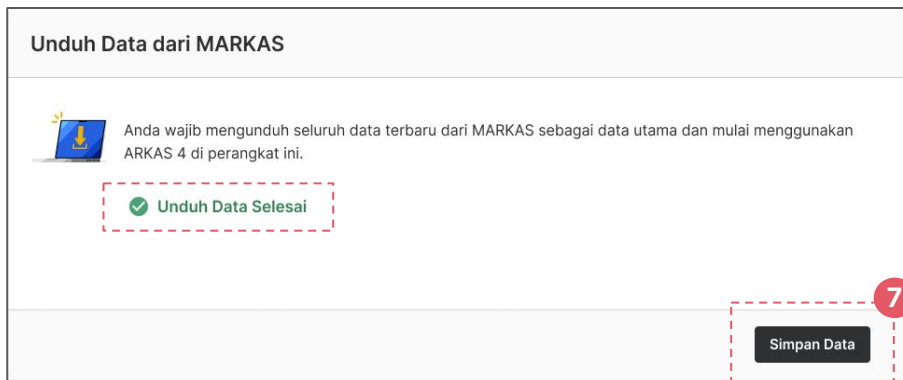 Unduh Data dari MARKAS
Anda wajib mengunduh seluruh data terbaru dari MARKAS sebagai data utama dan mulai menggunakan
ARKAS 4 di perangkat ini.
Unduh Data Selesai
7
Simpan Data